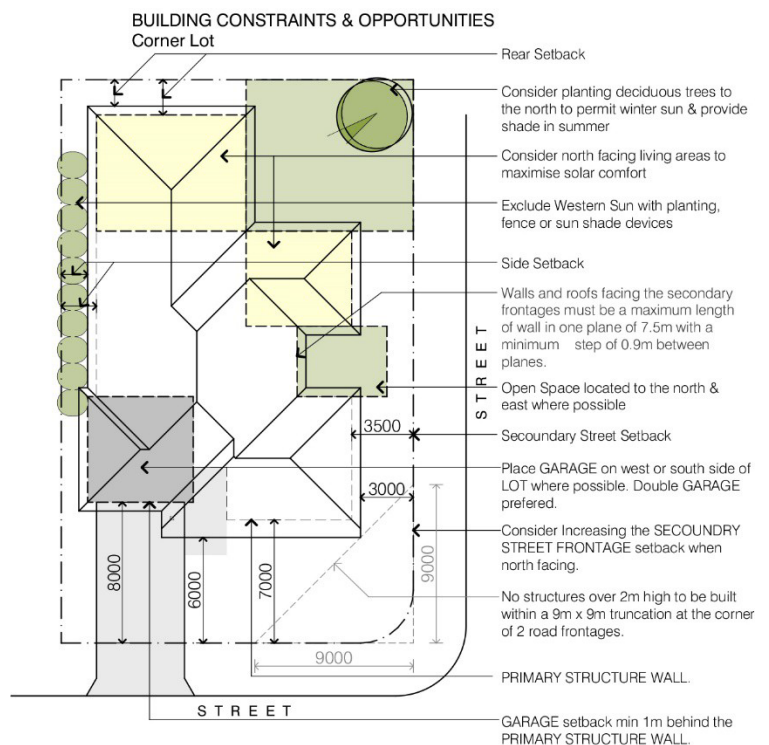 BUILDING CONSTRAINTS & OPPORTUNITIES
Corner Lot
Rear Setback
Consider planting deciduous trees to
the north to permit winter sun & provide
shade in summer
Consider north facing living areas to
maximise solar comfort
Exclude Western Sun with planting,
fence or sun shade devices
Side Setback
Walls and roofs facing the secondary
frontages must be a maximum length
of wall in one plane of 7.5m with a
minimum step of 0.9m between
planes.
STREET
Open Space located to the north &
east where possible
3500
Secoundary Street Setback
Place GARAGE on west or south side of
LOT where possible. Double GARAGE
prefered.
3000
Consider Increasing the SECOUNDRY
STREET FRONTAGE setback when
north facing.
8000
6000
7000
9000
No structures over 2m high to be built
within a 9m x 9m truncation at the corner
of 2 road frontages.
9000
PRIMARY STRUCTURE WALL.
STREET
GARAGE setback min 1m behind the
PRIMARY STRUCTURE WALL.